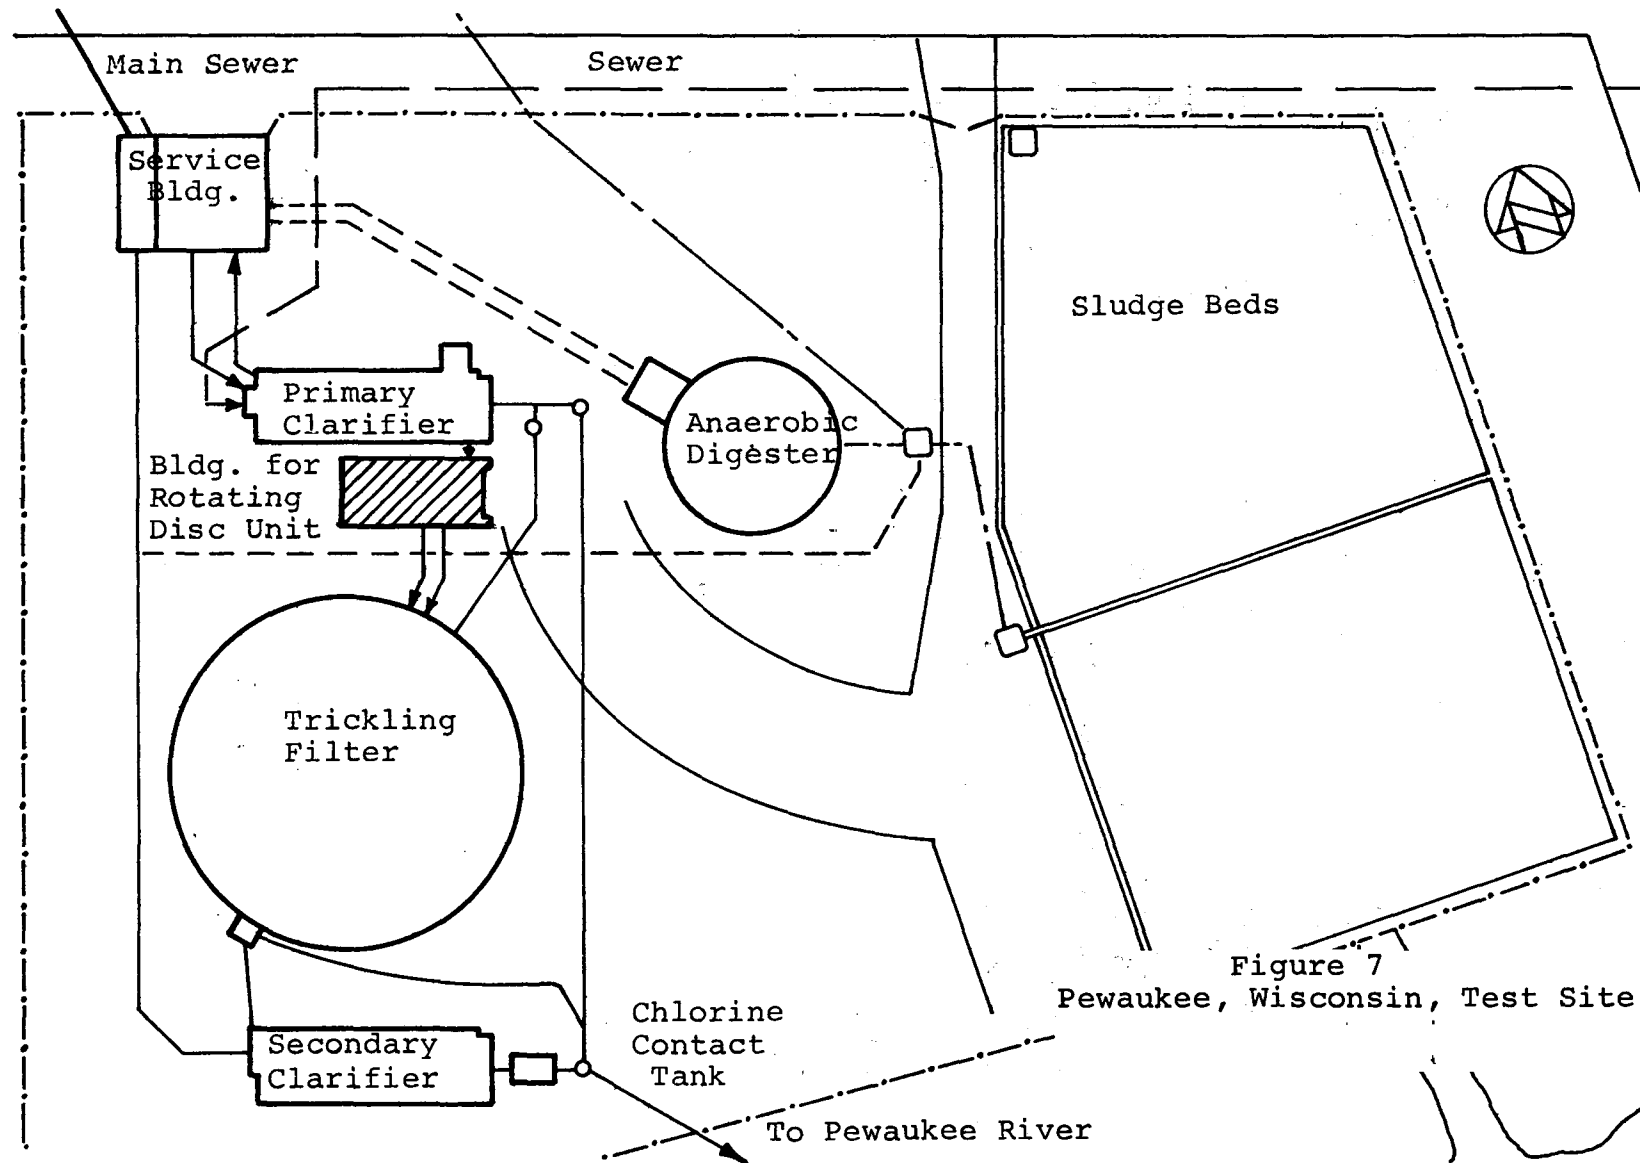 Main Sewer
Sewer
Service
Bldg.
Sludge Beds
Primary
Clarifier
Anaerobic
Digester
Bldg. for
Rotating
Disc Unit
Trickling
Filter
Figure 7
Pewaukee, Wisconsin, Test Site
Chlorine
Contact
Tank
Secondary
Clarifier
To Pewaukee River